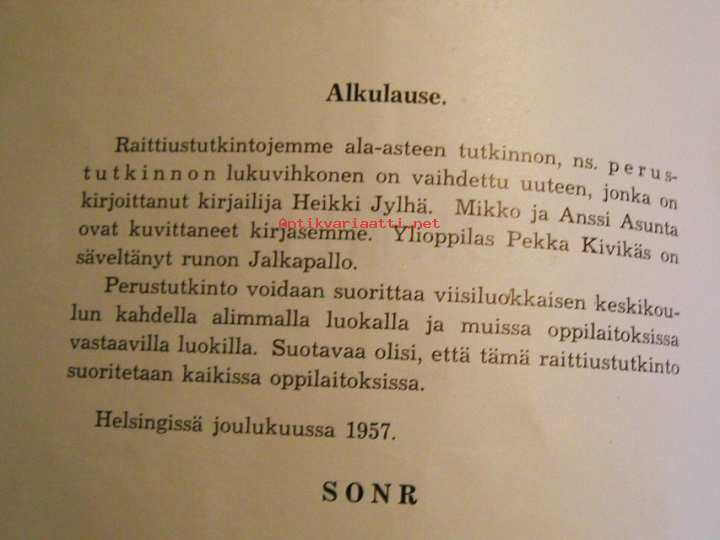 Alkulause.
Raittiustutkintojemme ala-asteen tutkinnon, ns. perus-
tutkinnon lukuvihkonen on vaihdettu uuteen, jonka on
kirjoittanut kirjailija Heikki Jylhä. Mikko ja Anssi Asunta
Antikvariaatti.net
ovat kuvittaneet kirjasemme. Ylioppilas Pekka Kivikäs on
säveltänyt runon Jalkapallo.
Perustutkinto voidaan suorittaa viisiluokkaisen keskikou-
lun kahdella alimmalla luokalla ja muissa oppilaitoksissa
vastaavilla luokilla. Suotavaa olisi, että tämä raittiustutkinto
suoritetaan kaikissa oppilaitoksissa.
Helsingissä joulukuussa 1957.
SONR